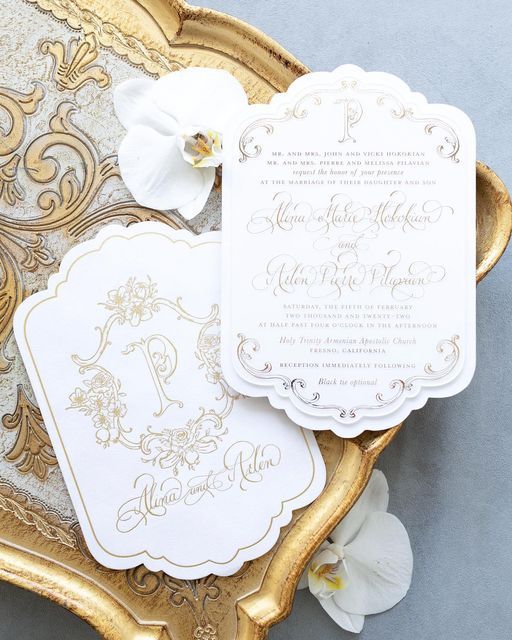 P
MR. AND MRS. JOHN AND VICKI HOKOKIAN
MR. AND MRS. PIERRE AND MELISSA PILAVIAN
request the honor of your presence
AT THE MARRIAGE OF THEIR DAUGHTER AND SON
Alina Marie Hokokian
and
Aelen Pierre Pilavian
SATURDAY, THE FIFTH OF FEBRUARY
TWO THOUSAND AND TWENTY-TWO
AT HALF PAST FOUR O'CLOCK IN THE AFTERNOON
Holy Trinity Armenian Apostolic Church
FRESNO, CALIFORNIA
RECEPTION IMMEDIATELY FOLLOWING
Black tie optional
P
Alina and Aelen